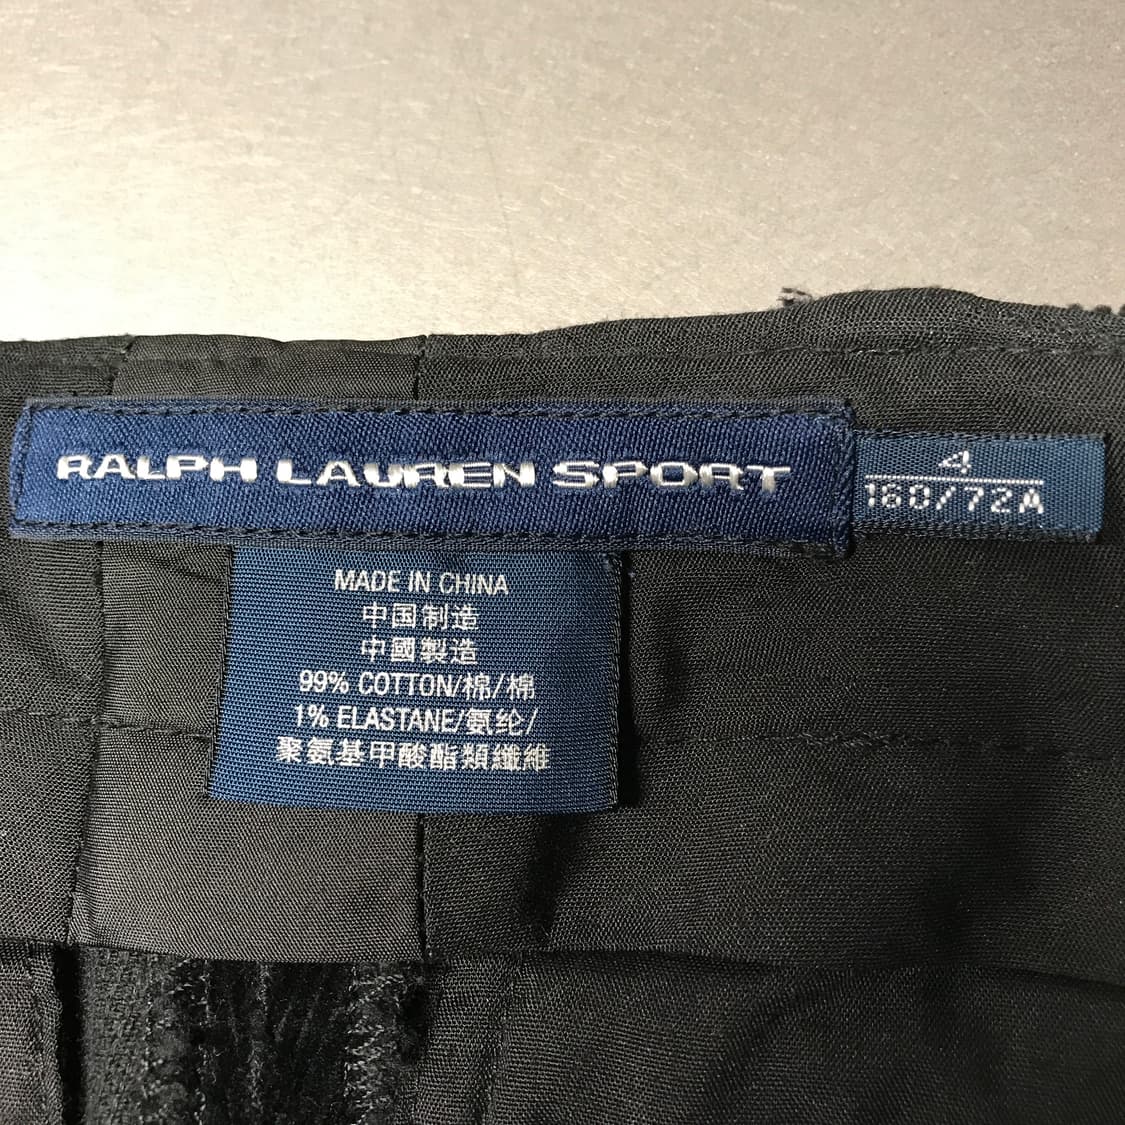 RALPH LAUREN SPORT
4
160/72A
MADE IN CHINA
中国制造
中國製造
99% COTTON/棉/棉
1% ELASTANE/氨纶/
聚氨基甲酸酯類纖維